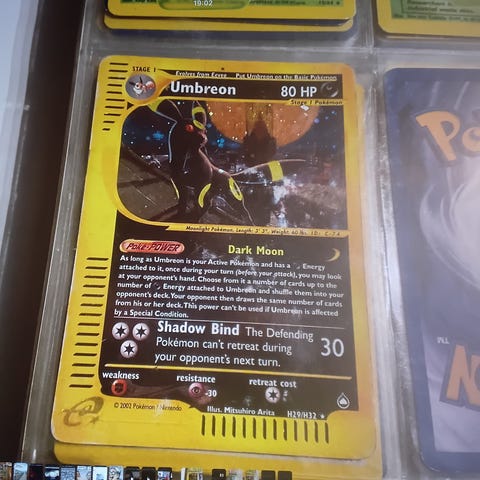 19:02
STAGE 1
Evolves from Eevee Put Umbreon on the Basic Pokémon
Umbreon 80 HP
Stage 1 Pokémon
Moonlight Pokémon. Length: 3' 3", Weight: 60 lbs.
Poké-POWER
Dark Moon
As long as Umbreon is your Active Pokémon and has a Energy
attached to it, once during your turn (before your attack), you may look
at your opponent's hand. Choose from it a number of cards up to the
number of Energy attached to Umbreon and shuffle them into your
opponent's deck. Your opponent then draws the same number of cards
from his or her deck. This power can't be used if Umbreon is affected
by a Special Condition.
Shadow Bind The Defending
Pokémon can't retreat during
your opponent's next turn.
30
weakness resistance retreat cost
-30
Illus. Mitsuhiro Arita H29/H32
© 2002 Pokémon / Nintendo
e
Po